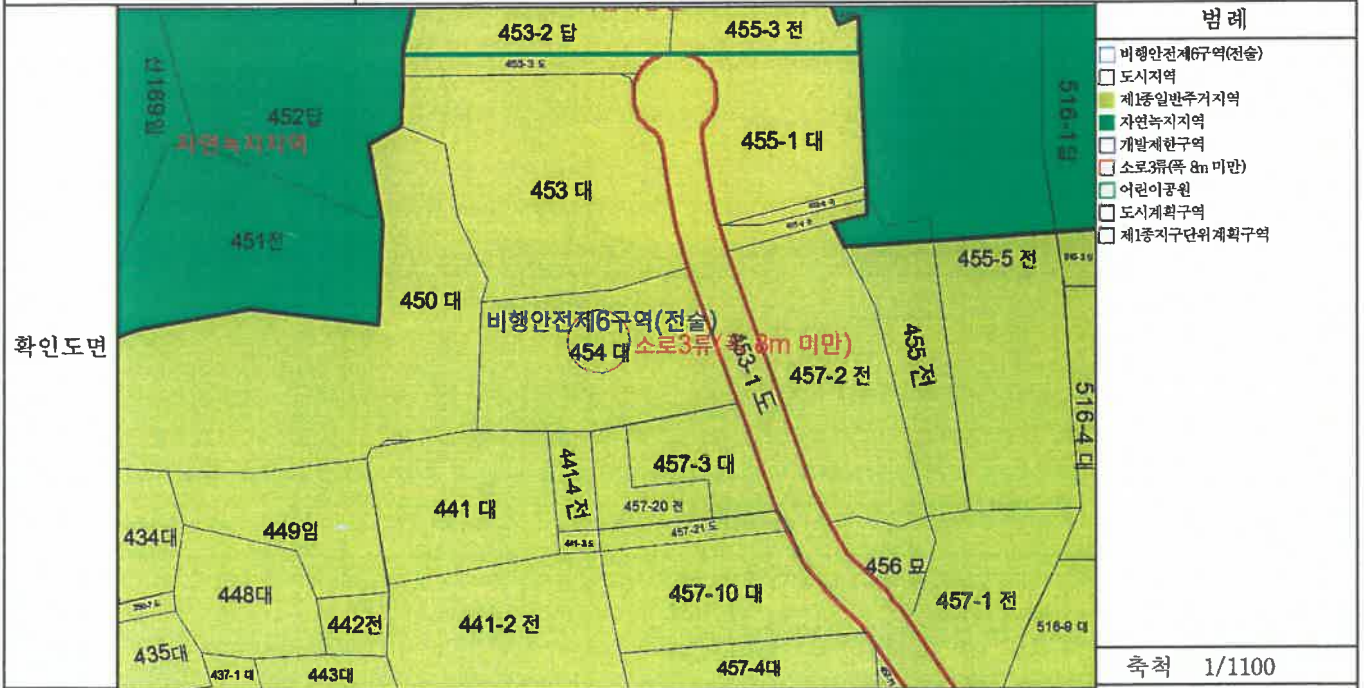 확인도면
453-2 답
455-3 전
453-3 도
산 169임
452답
자연녹지지역
451전
453 대
455-1 대
516-1 답
455-5 전
450 대
비행안전제6구역(전술)
454 대
소로3류(폭 8m 미만)
453-1 도
457-2 전
455 전
516-4 대
441-4 전
457-3 대
441 대
457-20 전
457-21 도
434대
449임
448대
442전
441-2 전
457-10 대
456 묘
457-1 전
516-9 대
435대
437-1 대
443대
457-4대
범례
비행안전제6구역(전술)
도시지역
제1종일반주거지역
자연녹지지역
개발제한구역
소로3류(폭 8m 미만)
어린이공원
도시계획구역
제1종지구단위계획구역
축척 1/1100